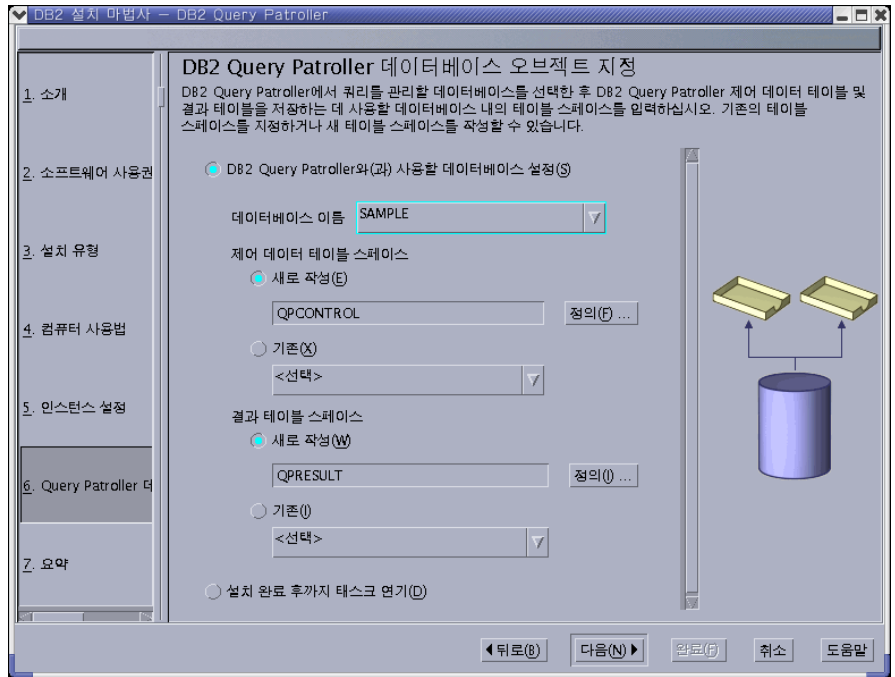 DB2 설치 마법사 – DB2 Query Patroller
1. 소개
2. 소프트웨어 사용권
3. 설치 유형
4. 컴퓨터 사용법
5. 인스턴스 설정
6. Query Patroller 데
7. 요약
DB2 Query Patroller 데이터베이스 오브젝트 지정
DB2 Query Patroller에서 쿼리를 관리할 데이터베이스를 선택한 후 DB2 Query Patroller 제어 데이터 테이블 및
결과 테이블을 저장하는 데 사용할 데이터베이스 내의 테이블 스페이스를 입력하십시오. 기존의 테이블
스페이스를 지정하거나 새 테이블 스페이스를 작성할 수 있습니다.
DB2 Query Patroller와(과) 사용할 데이터베이스 설정(S)
데이터베이스 이름 SAMPLE
제어 데이터 테이블 스페이스
새로 작성(E)
QPCONTROL 정의(F) ...
기존(X)
<선택>
결과 테이블 스페이스
새로 작성(W)
QPRESULT 정의(I) ...
기존(I)
<선택>
설치 완료 후까지 태스크 연기(D)
뒤로(B) 다음(N) 완료(F) 취소 도움말